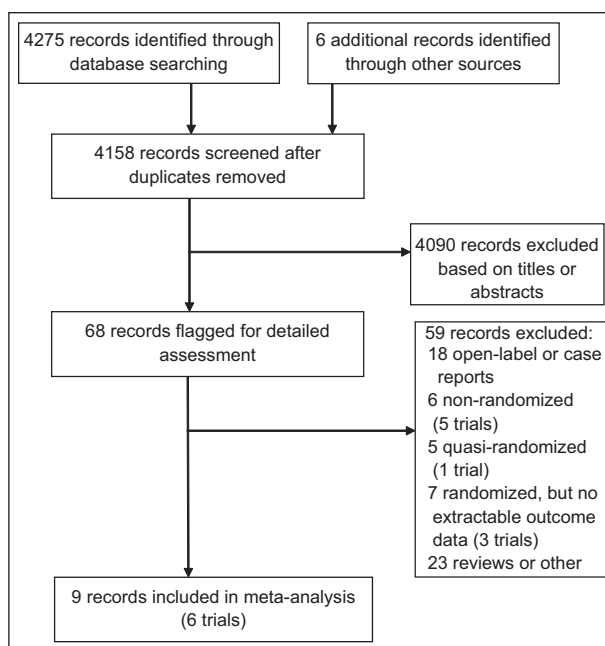 4275 records identified through
database searching
6 additional records identified
through other sources
4158 records screened after
duplicates removed
4090 records excluded
based on titles or
abstracts
68 records flagged for detailed
assessment
59 records excluded:
18 open-label or case
reports
6 non-randomized
(5 trials)
5 quasi-randomized
(1 trial)
7 randomized, but no
extractable outcome
data (3 trials)
23 reviews or other
9 records included in meta-analysis
(6 trials)